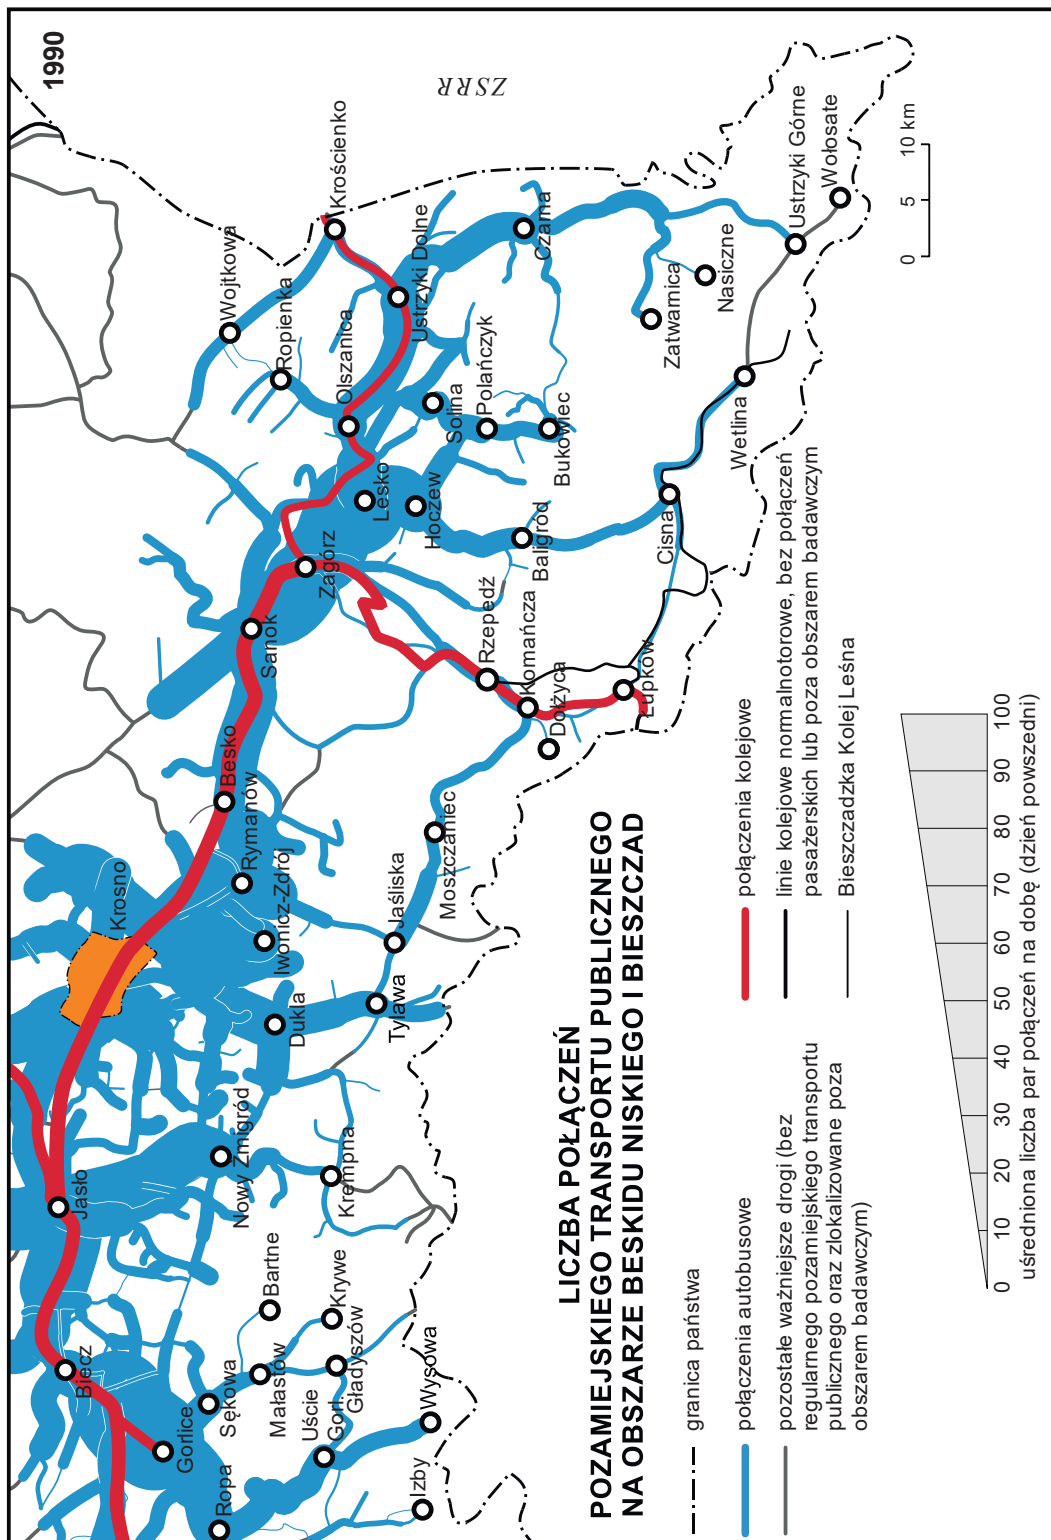 1990
ZSRR
Krościenko
Wojtkowa
Ropienka
Ustrzyki Dolne
Olszanica
Czarna
Ustrzyki Górne
Wołosate
Nasiczne
Zatwarnica
Solina
Polańczyk
Bukowiec
Wetlina
Lesko
Hoczew
Baligród
Cisna
Zagórz
Sanok
Rzepedź
Komańcza
Dołżyca
Łupków
Besko
Rymanów
Iwonicz-Zdrój
Krosno
Moszczaniec
Jaśliska
Dukla
Tylawa
Jasło
Nowy Żmigród
Krempna
Bartne
Krywe
Biecz
Gorlice
Sękowa
Małastów
Gładyszów
Uście
Gorl.
Wysowa
Ropa
Izby
0 5 10 km
LICZBA POŁĄCZEŃ
POZAMIEJSKIEGO TRANSPORTU PUBLICZNEGO
NA OBSZARZE BESKIDU NISKIEGO I BIESZCZAD
granica państwa
połączenia autobusowe
pozostałe ważniejsze drogi (bez
regularnego pozamiejskiego transportu
publicznego oraz zlokalizowane poza
obszarem badawczym)
połączenia kolejowe
linie kolejowe normalnotorowe, bez połączeń
pasażerskich lub poza obszarem badawczym
Bieszczadzka Kolej Leśna
0 10 20 30 40 50 60 70 80 90 100
uśredniona liczba par połączeń na dobę (dzień powszedni)